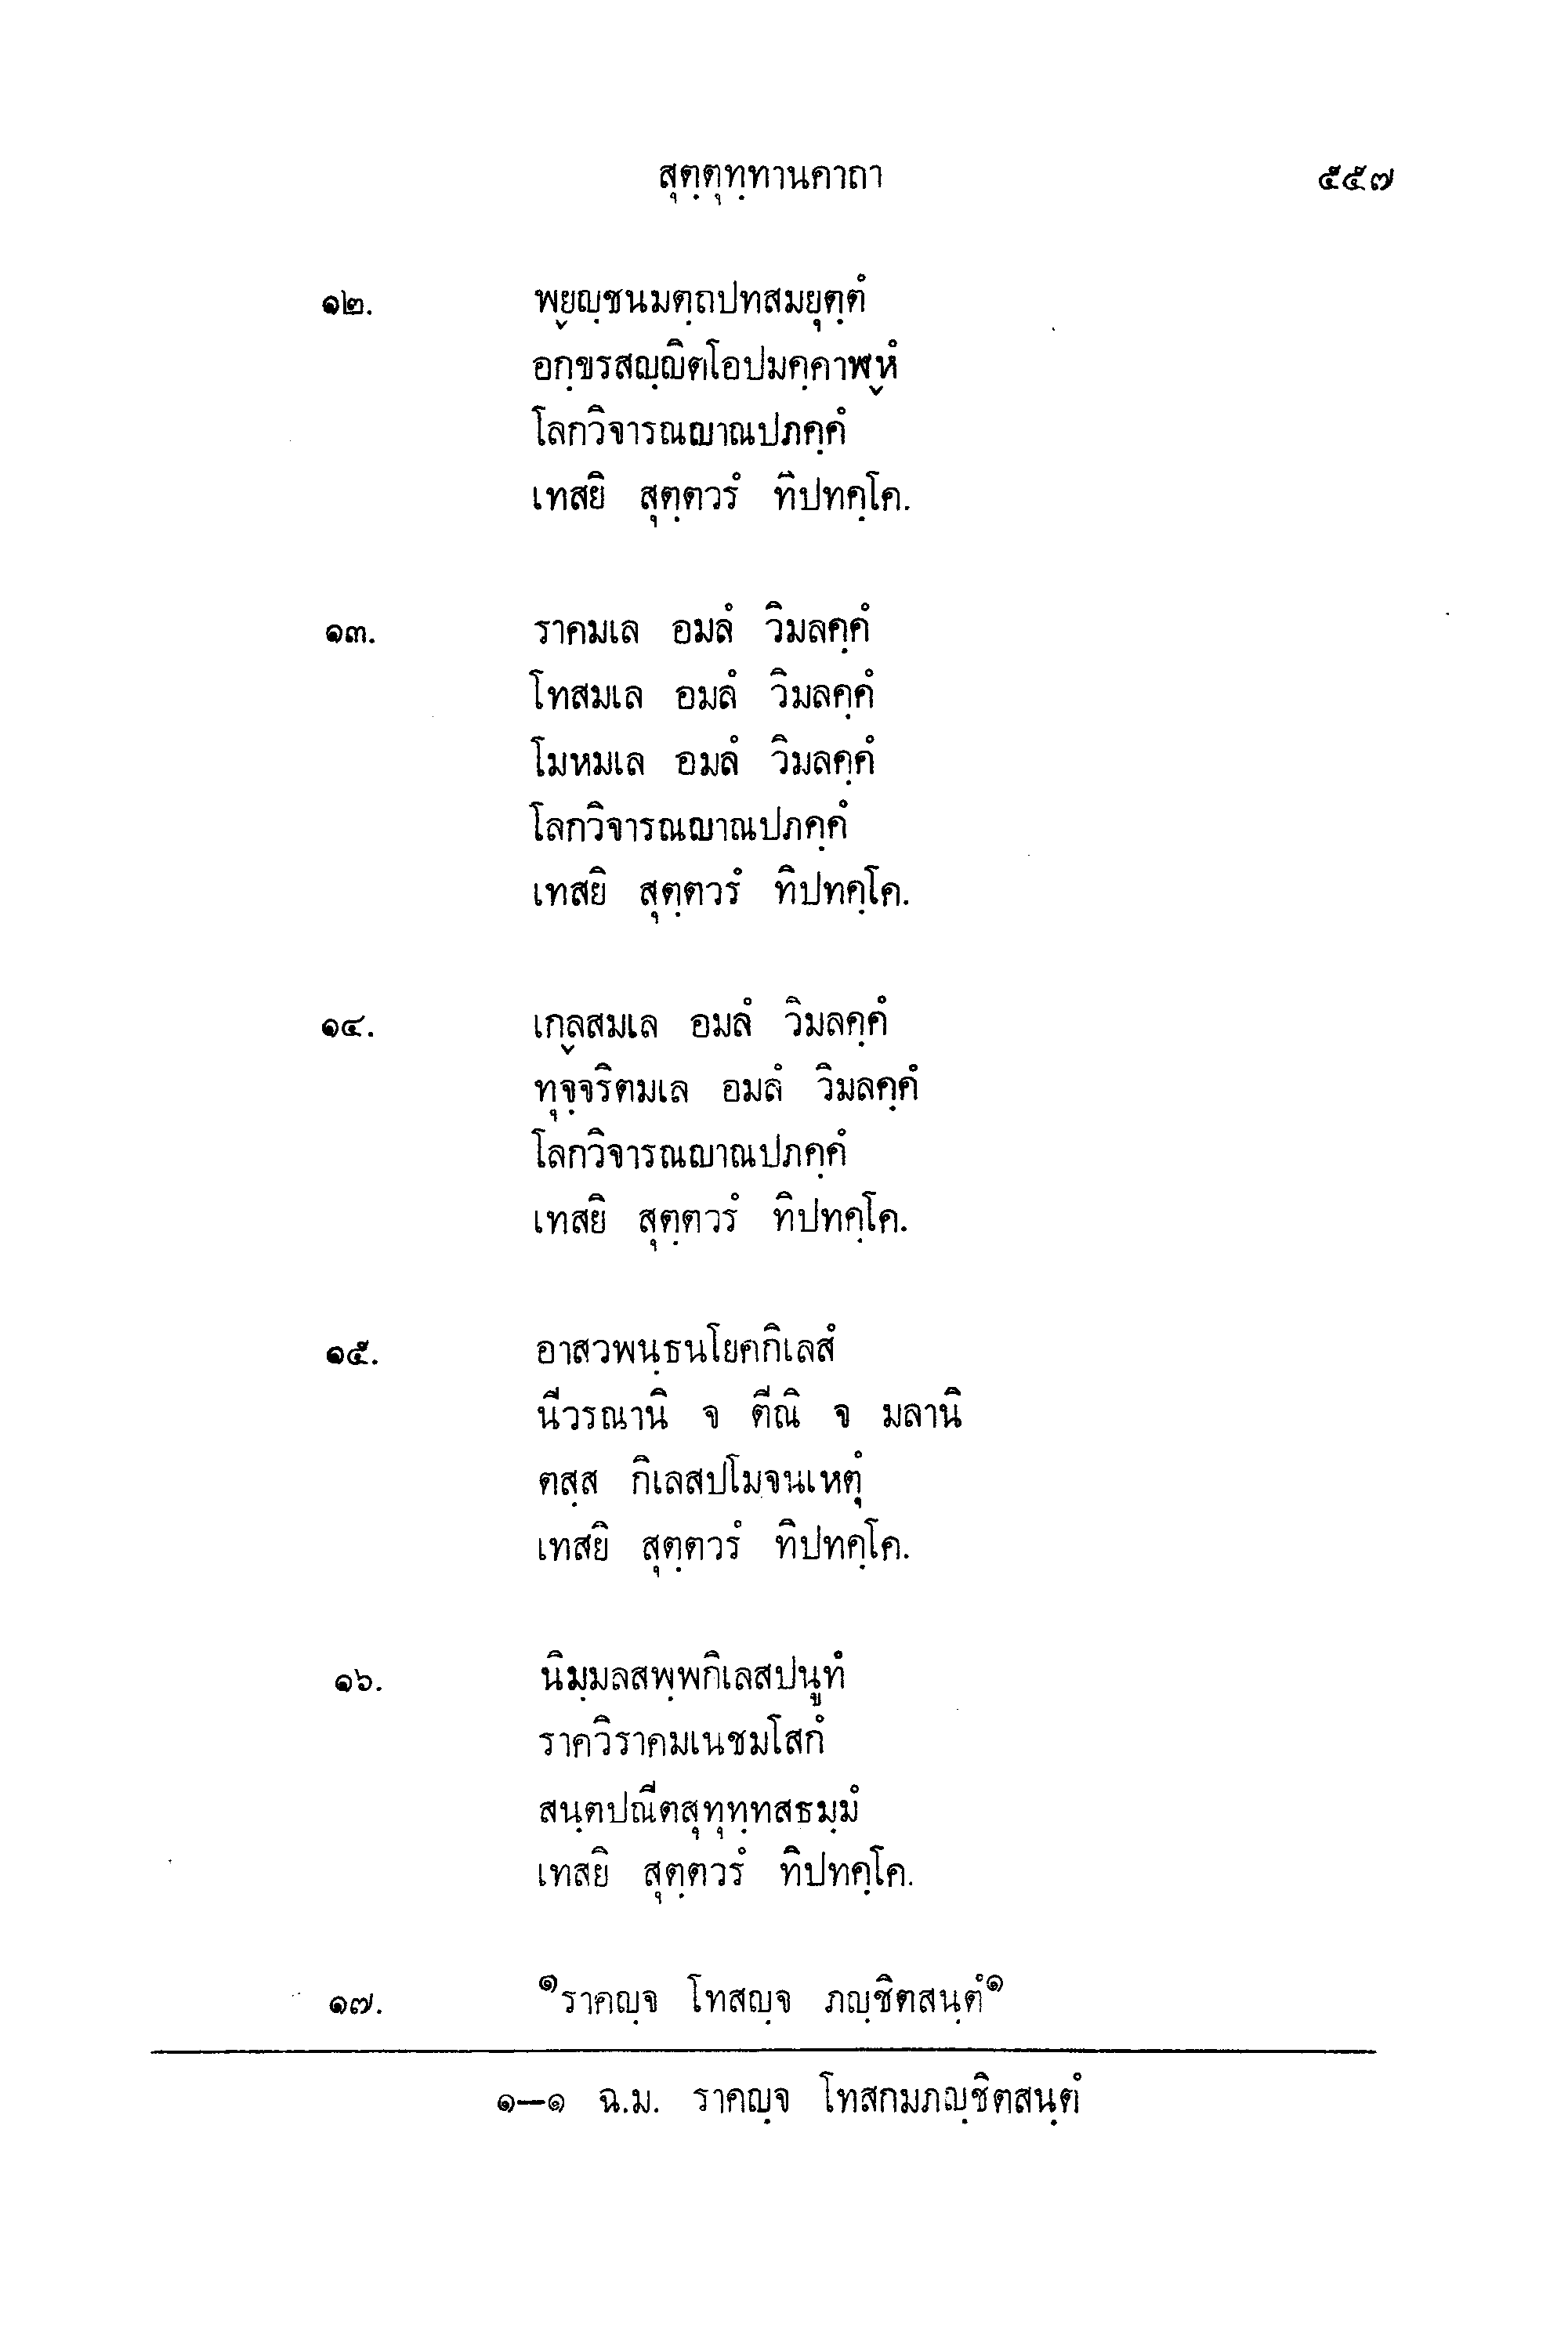 สุตฺตุทฺทานคาถา ๕๕๗
๑๒. พฺยญฺชนมตฺถปทสมยุตฺตํ
อกฺขรสญฺญิตโอปมคฺคาฬฺหํ
โลกวิจารณญาณปภคฺคํ
เทสยิ สุตฺตวรํ ทิปทคฺโค.
๑๓. ราคมเล อมลํ วิมลคฺคํ
โทสมเล อมลํ วิมลคฺคํ
โมหมเล อมลํ วิมลคฺคํ
โลกวิจารณญาณปภคฺคํ
เทสยิ สุตฺตวรํ ทิปทคฺโค.
๑๔. เกฺลสมเล อมลํ วิมลคฺคํ
ทุจฺจริตมเล อมลํ วิมลคฺคํ
โลกวิจารณญาณปภคฺคํ
เทสยิ สุตฺตวรํ ทิปทคฺโค.
๑๕. อาสวพนฺธนโยคกิเลสํ
นีวรณานิ จ ตีณิ จ มลานิ
ตสฺส กิเลสปโมจนเหตุํ
เทสยิ สุตฺตวรํ ทิปทคฺโค.
๑๖. นิมฺมลสพฺพกิเลสปนูทํ
ราควิราคมเนชมโสกํ
สนฺตปณีตสุทุทฺทสธมฺมํ
เทสยิ สุตฺตวรํ ทิปทคฺโค.
๑๗. ๑ราคญฺจ โทสญฺจ ภญฺชิตสนฺตํ๑
๑—๑ ฉ.ม. ราคญฺจ โทสกมภญฺชิตสนฺตํ